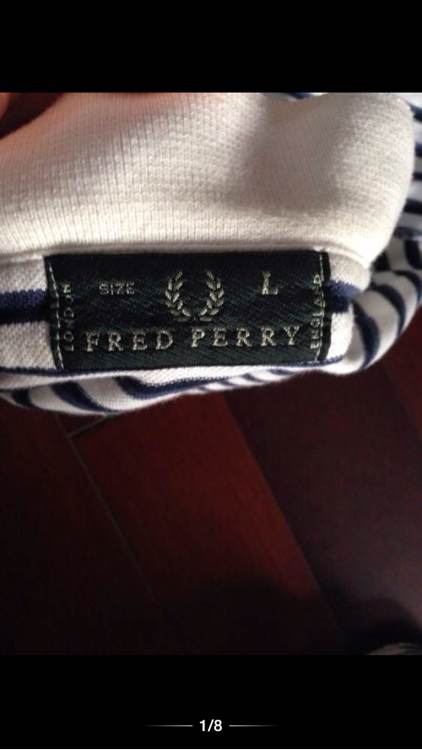 SIZE L
FRED PERRY
LONDON
ENGLAND
1/8